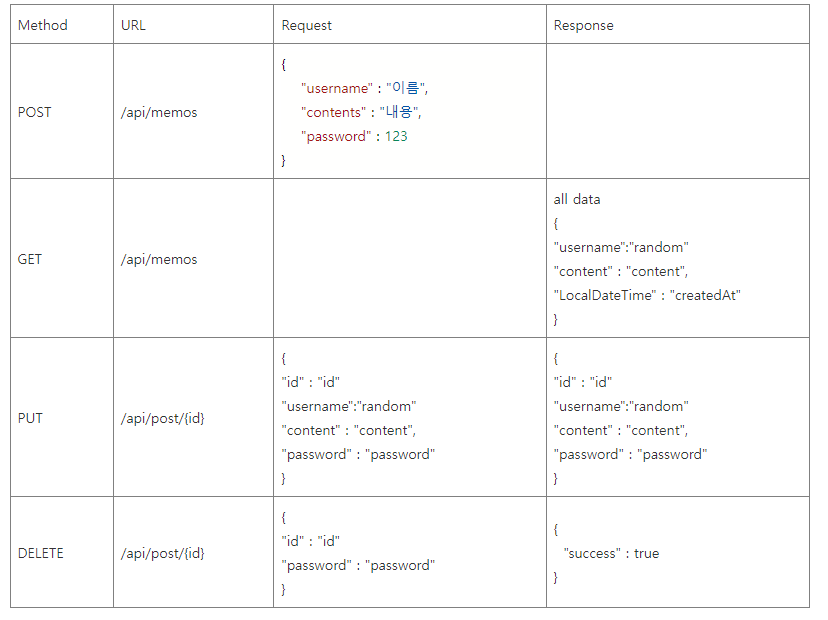 Method URL Request Response
POST /api/memos
{
"username" : "이름",
"contents" : "내용",
"password" : 123
}
GET /api/memos
all data
{
"username":"random"
"content" : "content",
"LocalDateTime" : "createdAt"
}
PUT /api/post/{id}
{
"id" : "id"
"username":"random"
"content" : "content",
"password" : "password"
}
{
"id" : "id"
"username":"random"
"content" : "content",
"password" : "password"
}
DELETE /api/post/{id}
{
"id" : "id"
"password" : "password"
}
{
"success" : true
}